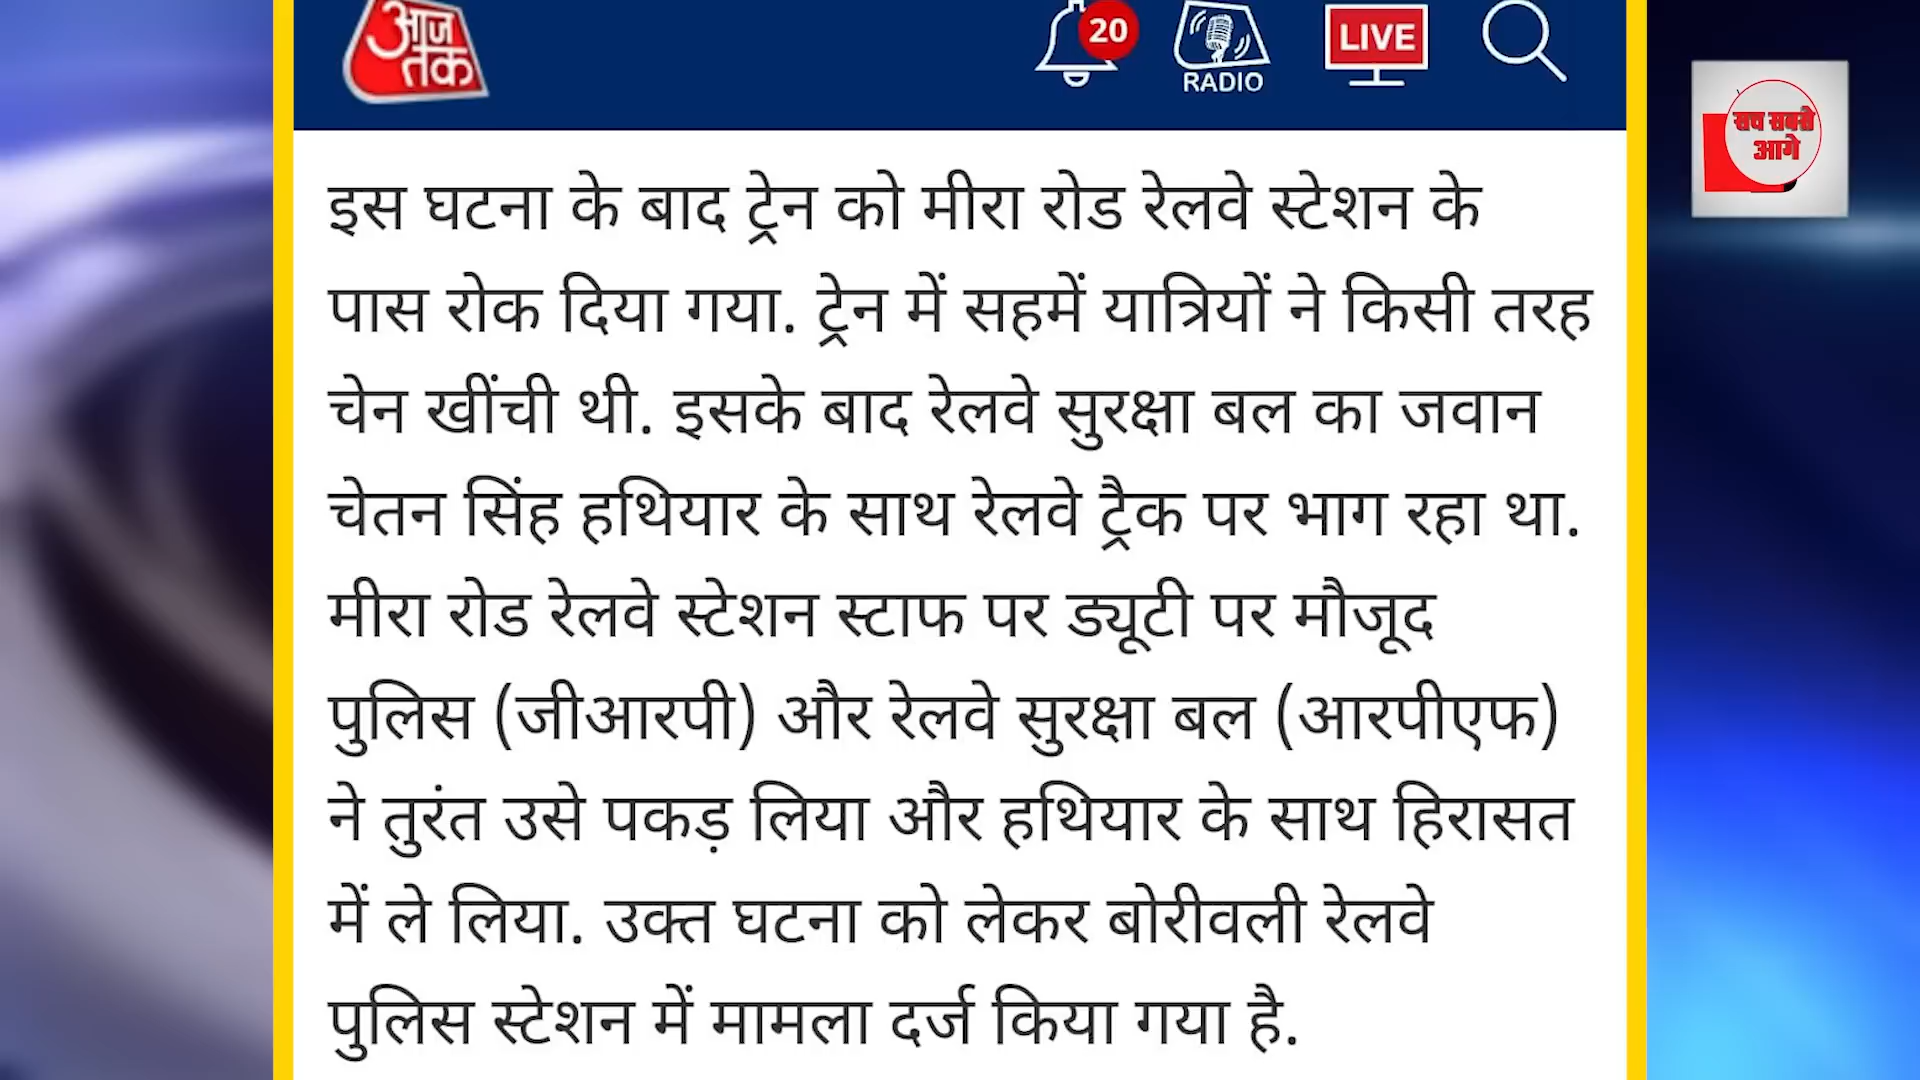 आज
तक
20
RADIO
LIVE
सच सबसे
आगे
इस घटना के बाद ट्रेन को मीरा रोड रेलवे स्टेशन के
पास रोक दिया गया. ट्रेन में सहमें यात्रियों ने किसी तरह
चेन खींची थी. इसके बाद रेलवे सुरक्षा बल का जवान
चेतन सिंह हथियार के साथ रेलवे ट्रैक पर भाग रहा था.
मीरा रोड रेलवे स्टेशन स्टाफ पर ड्यूटी पर मौजूद
पुलिस (जीआरपी) और रेलवे सुरक्षा बल (आरपीएफ)
ने तुरंत उसे पकड़ लिया और हथियार के साथ हिरासत
में ले लिया. उक्त घटना को लेकर बोरीवली रेलवे
पुलिस स्टेशन में मामला दर्ज किया गया है.